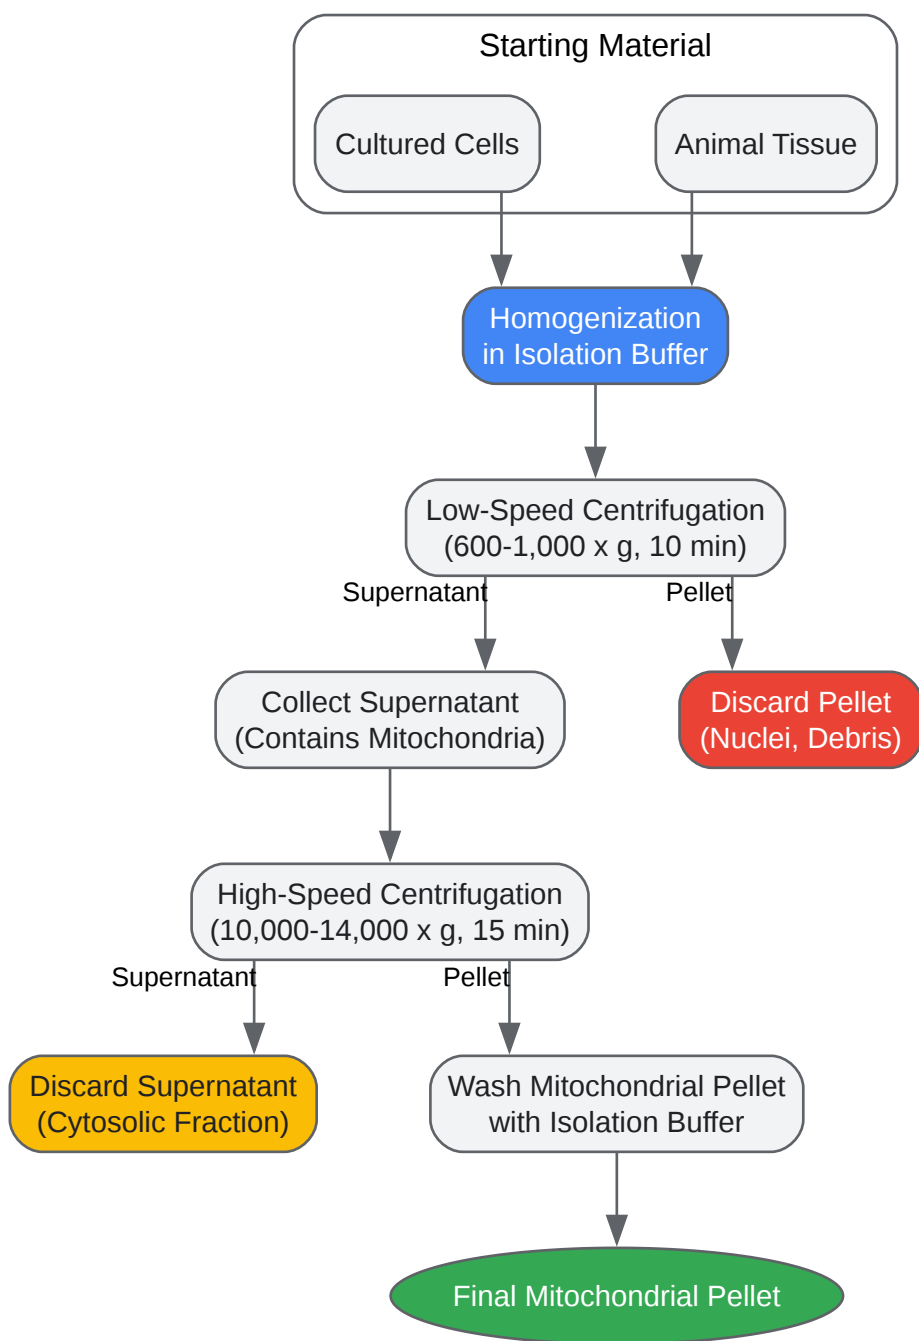 Starting Material
Cultured Cells
Animal Tissue
Homogenization
in Isolation Buffer
Low-Speed Centrifugation
(600-1,000 x g, 10 min)
Supernatant
Pellet
Collect Supernatant
(Contains Mitochondria)
Discard Pellet
(Nuclei, Debris)
High-Speed Centrifugation
(10,000-14,000 x g, 15 min)
Supernatant
Pellet
Discard Supernatant
(Cytosolic Fraction)
Wash Mitochondrial Pellet
with Isolation Buffer
Final Mitochondrial Pellet